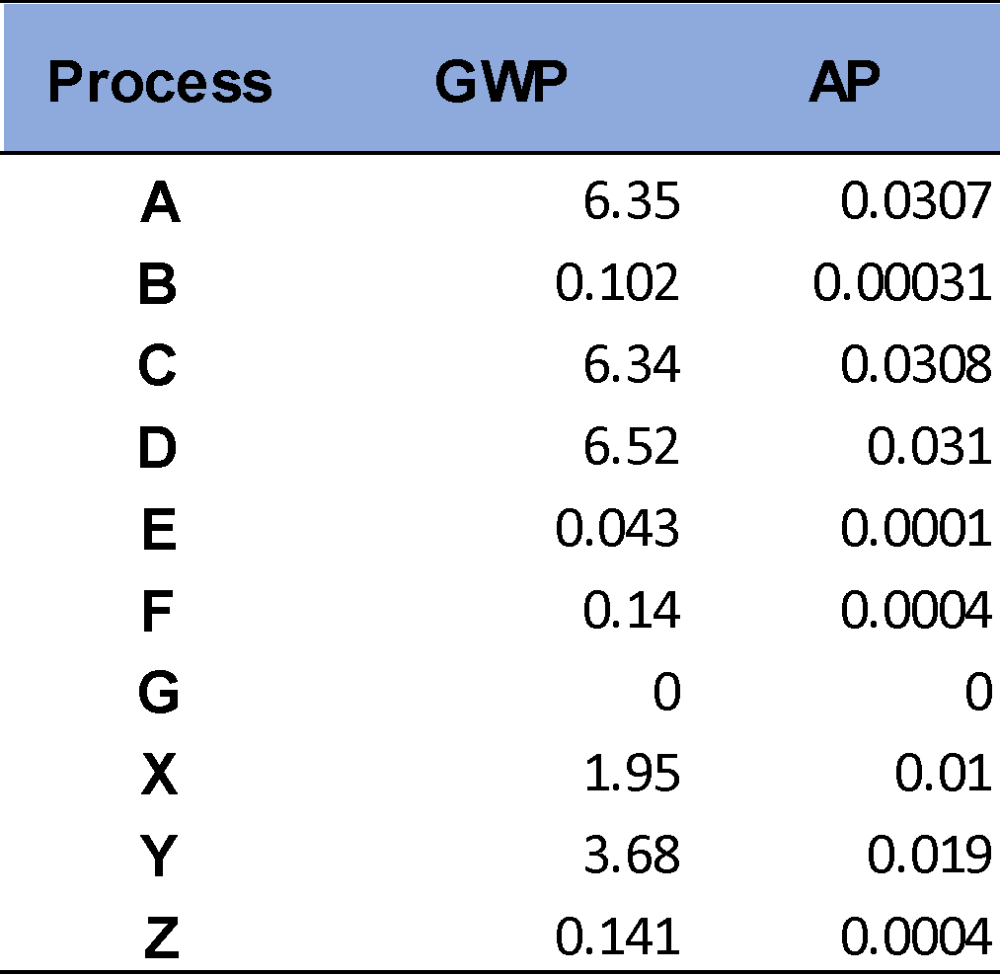 Process GWP AP
A 6.35 0.0307
B 0.102 0.00031
C 6.34 0.0308
D 6.52 0.031
E 0.043 0.0001
F 0.14 0.0004
G 0 0
X 1.95 0.01
Y 3.68 0.019
Z 0.141 0.0004